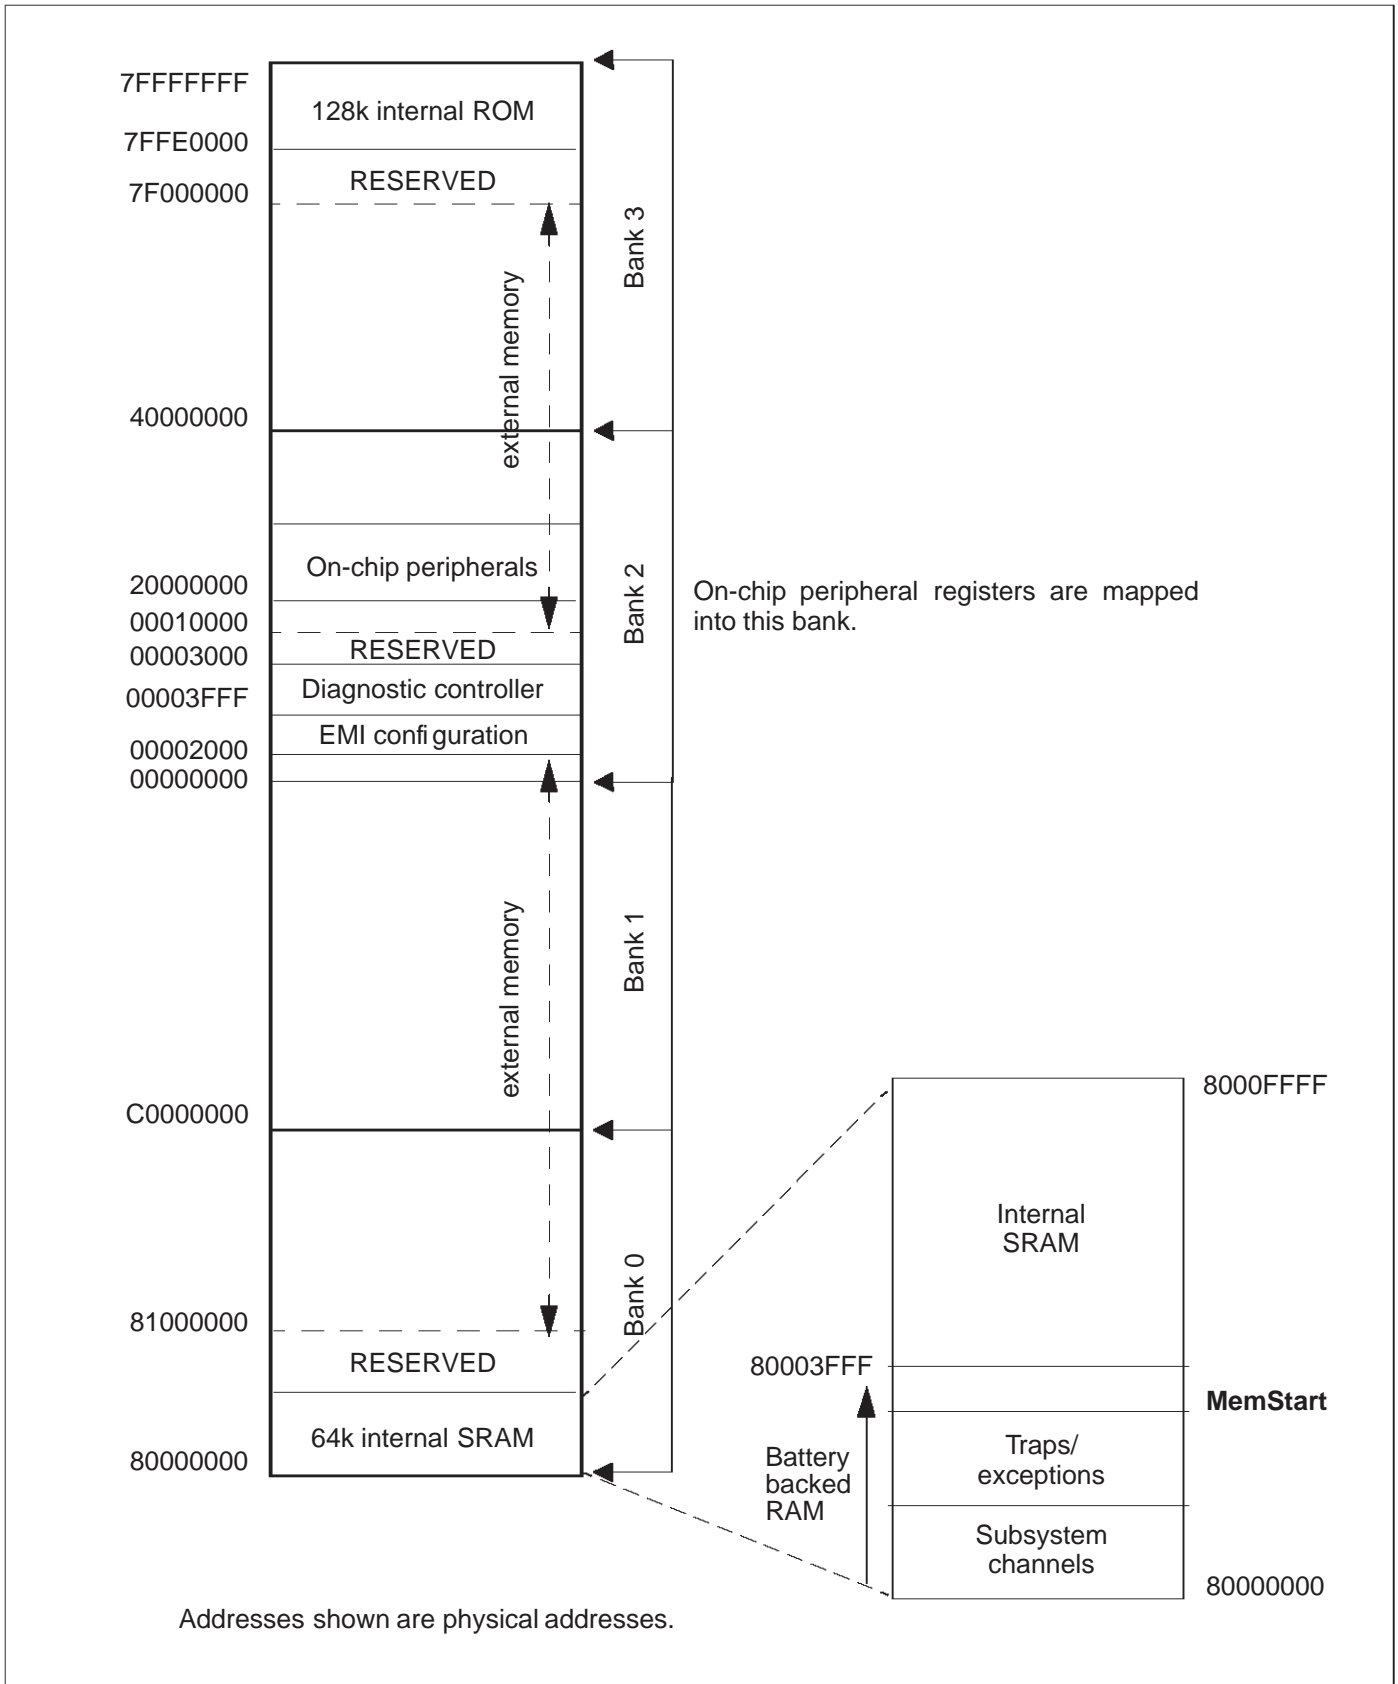 7FFFFFFF
128k internal ROM
7FFE0000
RESERVED
7F000000
Bank 3
external memory
40000000
On-chip peripherals
20000000
Bank 2
On-chip peripheral registers are mapped
into this bank.
00010000
RESERVED
00003000
Diagnostic controller
00003FFF
EMI configuration
00002000
00000000
Bank 1
external memory
C0000000
8000FFFF
Internal
SRAM
Bank 0
81000000
RESERVED
80003FFF
MemStart
64k internal SRAM
80000000
Traps/
exceptions
Battery
backed
RAM
Subsystem
channels
80000000
Addresses shown are physical addresses.